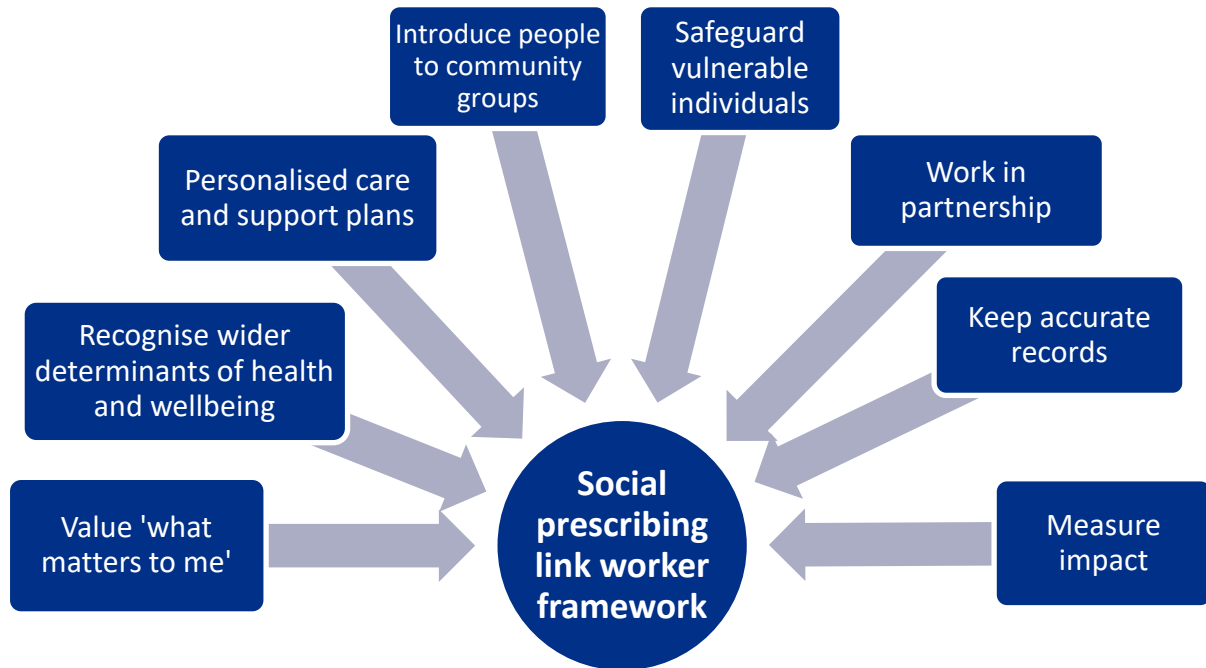 Introduce people
to community
groups
Safeguard
vulnerable
individuals
Personalised care
and support plans
Work in
partnership
Recognise wider
determinants of health
and wellbeing
Keep accurate
records
Value 'what
matters to me'
Social
prescribing
link worker
framework
Measure
impact